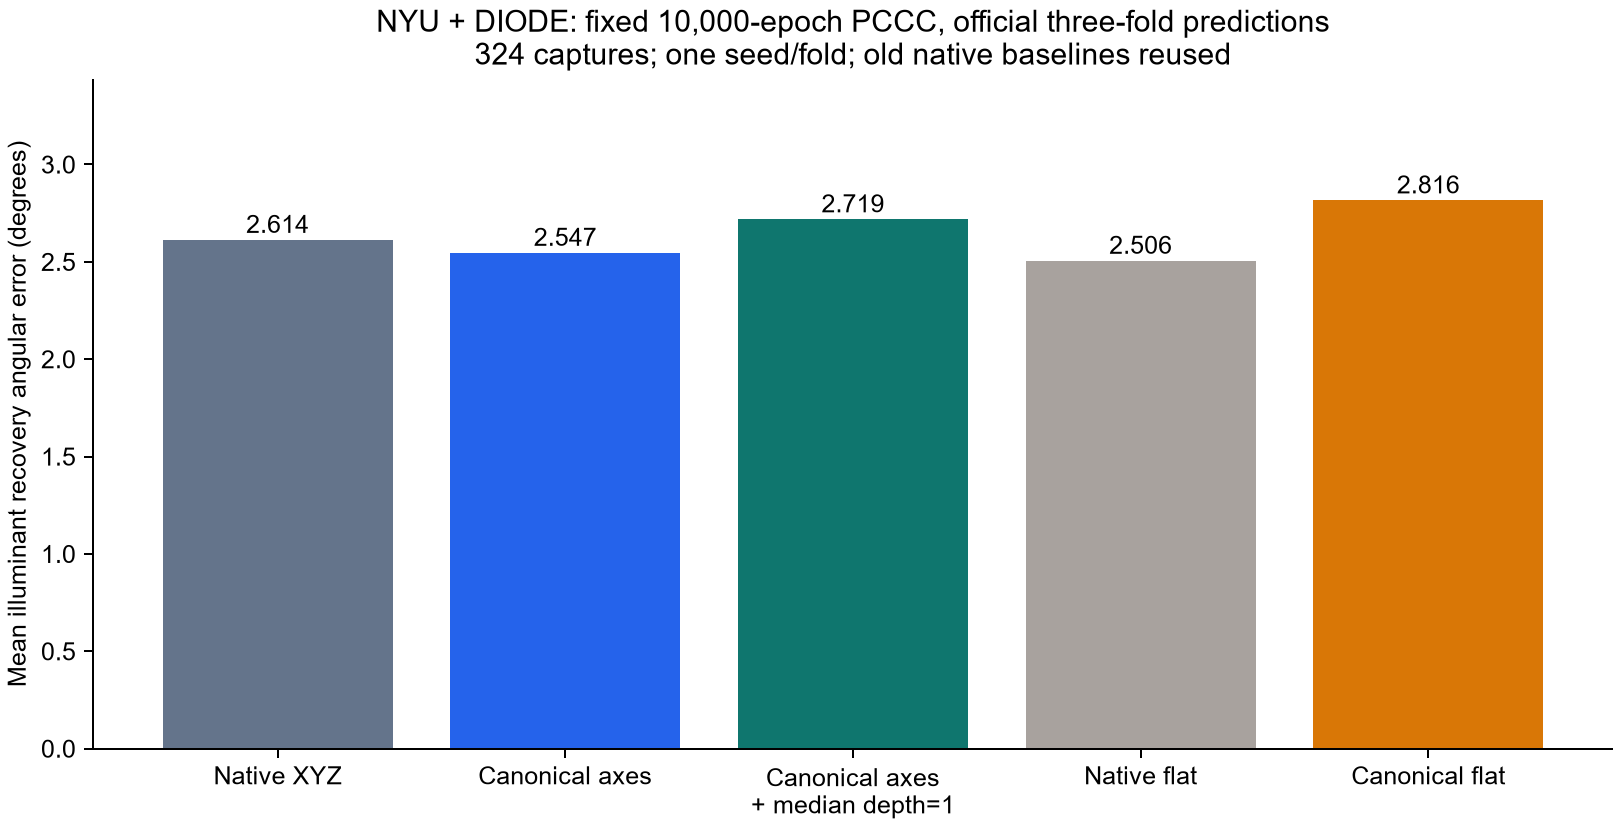 NYU + DIODE: fixed 10,000-epoch PCCC, official three-fold predictions
324 captures; one seed/fold; old native baselines reused
Mean illuminant recovery angular error (degrees)
3.0
2.5
2.0
1.5
1.0
0.5
0.0
2.614
2.547
2.719
2.506
2.816
Native XYZ
Canonical axes
Canonical axes
+ median depth=1
Native flat
Canonical flat